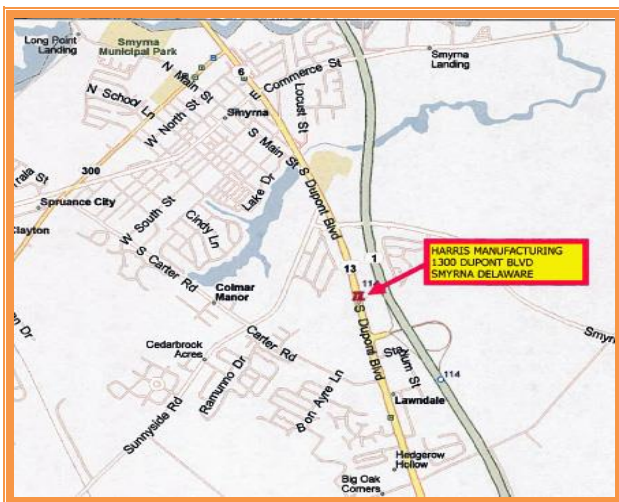 Long Point
Landing
Smyrna
Municipal Park
N Main St
6
Commerce St
Smyrna
Landing
N School Ln
W North St
Locust St
E
Smyrna
S Main St
300
S Dupont Blvd
Lake Dr
Spruance City
Clayton
W South St
Cindy Ln
S Carter Rd
13
1
HARRIS MANUFACTURING
1300 DUPONT BLVD
SMYRNA DELAWARE
114
Colmar
Manor
S Dupont Blvd
Cedarbrook
Acres
Carter Rd
Stadium St
114
Ramunno Dr
Bon Ayre Ln
Lawndale
Sunnyside Rd
Hedgerow
Hollow
Big Oak
Corners